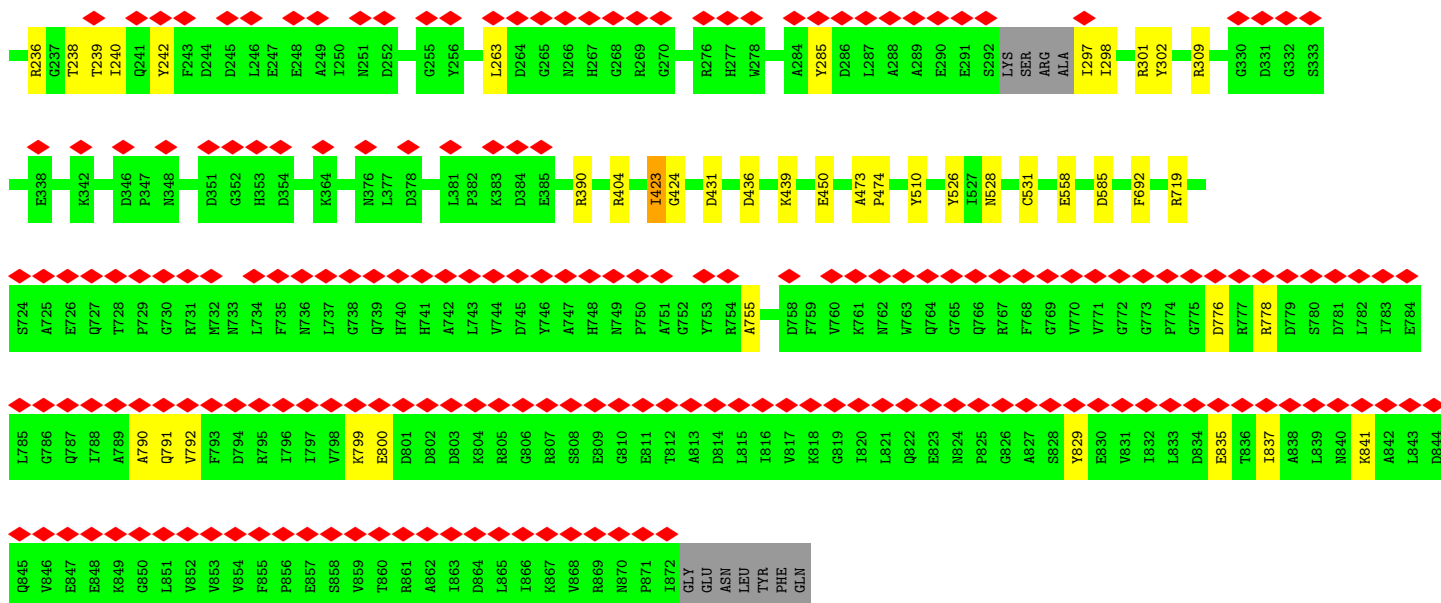 R236 G237 T238 T239 I240 Q241 Y242 F243 D244 D245 L246 E247 E248 A249 I250 N251 D252 G255 Y256 L263 D264 G265 N266 H267 G268 R269 G270 R276 H277 W278 A284 Y285 D286 L287 A288 A289 E290 E291 S292 LYS SER ARG ALA I297 I298 R301 Y302 R309 G330 D331 G332 S333
E338 K342 D346 P347 N348 D351 G352 H353 D354 K364 N376 L377 D378 L381 P382 K383 D384 E385 R390 R404 I423 G424 D431 D436 K439 E450 A473 P474 Y510 Y526 I527 N528 C531 E558 D585 F692 R719
S724 A725 E726 Q727 T728 P729 G730 R731 M732 N733 L734 F735 N736 L737 G738 Q739 H740 H741 A742 L743 V744 D745 Y746 A747 H748 N749 P750 A751 G752 Y753 R754 A755 D758 F759 V760 K761 N762 W763 Q764 G765 Q766 R767 F768 G769 V770 V771 G772 G773 P774 G775 D776 R777 R778 D779 S780 D781 L782 I783 E784
L785 G786 Q787 I788 A789 A790 Q791 V792 F793 D794 R795 I796 I797 V798 K799 E800 D801 D802 D803 K804 R805 G806 R807 S808 E809 G810 E811 T812 A813 D814 L815 I816 V817 K818 G819 I820 L821 Q822 E823 N824 P825 G826 A827 S828 Y829 E830 V831 I832 L833 D834 E835 T836 I837 A838 L839 N840 K841 A842 L843 D844
Q845 V846 E847 E848 K849 G850 L851 V852 V853 V854 F855 P856 E857 S858 V859 T860 R861 A862 I863 D864 L865 I866 K867 V868 R869 N870 P871 I872 GLY GLU ASN LEU TYR PHE GLN